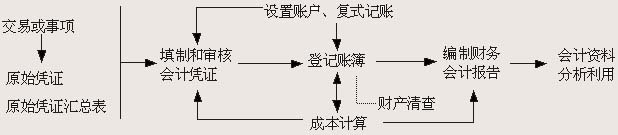 设置账户、复式记账
交易或事项
原始凭证
原始凭证汇总表
填制和审核
会计凭证
登记账簿
编制财务
会计报告
会计资料
分析利用
财产清查
成本计算